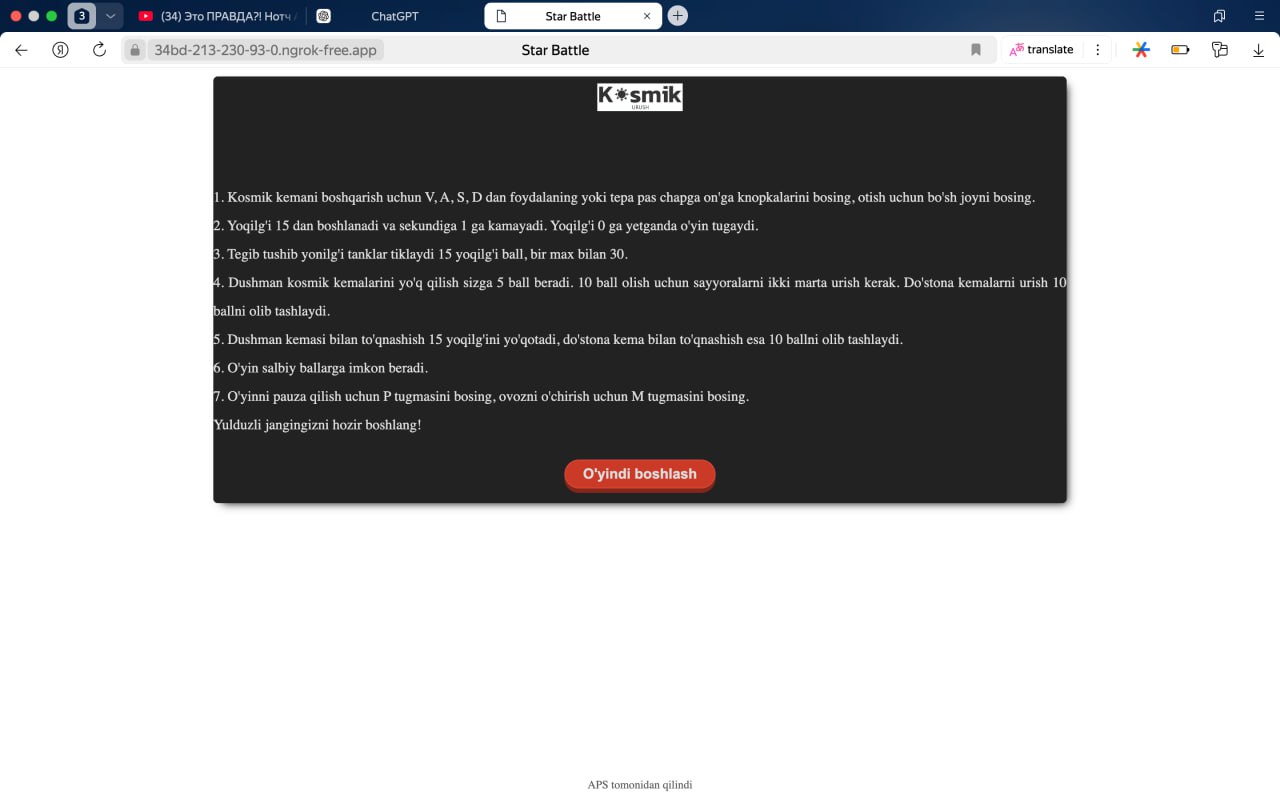 3
(34) Это ПРАВДА?! Нотч
ChatGPT
Star Battle
34bd-213-230-93-0.ngrok-free.app
Star Battle
translate
Kosmik
URUSH
1. Kosmik kemani boshqarish uchun V, A, S, D dan foydalaning yoki tepa pas chapga on'ga knopkalarini bosing, otish uchun bo'sh joyni bosing.
2. Yoqilg'i 15 dan boshlanadi va sekundiga 1 ga kamayadi. Yoqilg'i 0 ga yetganda o'yin tugaydi.
3. Tegib tushib yonilg'i tanklar tiklaydi 15 yoqilg'i ball, bir max bilan 30.
4. Dushman kosmik kemalarini yo'q qilish sizga 5 ball beradi. 10 ball olish uchun sayyoralarni ikki marta urish kerak. Do'stona kemalarni urish 10
ballni olib tashlaydi.
5. Dushman kemasi bilan to'qnashish 15 yoqilg'ini yo'qotadi, do'stona kema bilan to'qnashish esa 10 ballni olib tashlaydi.
6. O'yin salbiy ballarga imkon beradi.
7. O'yinni pauza qilish uchun P tugmasini bosing, ovozni o'chirish uchun M tugmasini bosing.
Yulduzli jangingizni hozir boshlang!
O'yindi boshlash
APS tomonidan qilindi